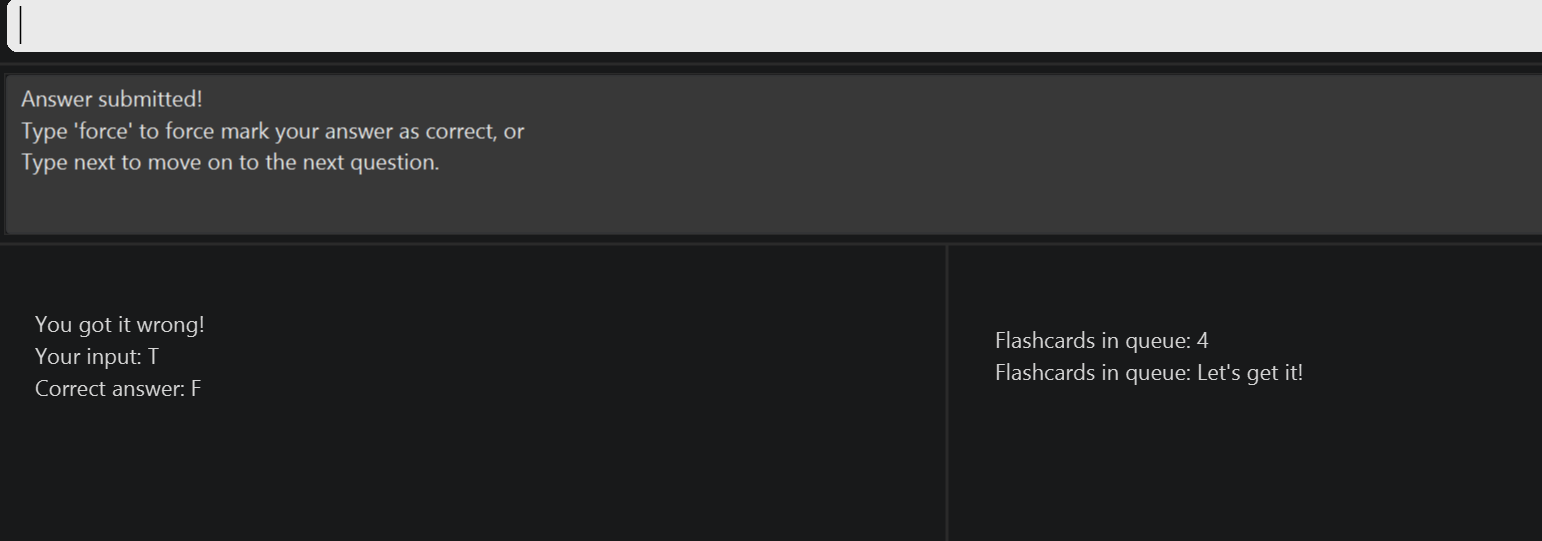 Answer submitted!
Type 'force' to force mark your answer as correct, or
Type next to move on to the next question.
You got it wrong!
Your input: T
Correct answer: F
Flashcards in queue: 4
Flashcards in queue: Let's get it!